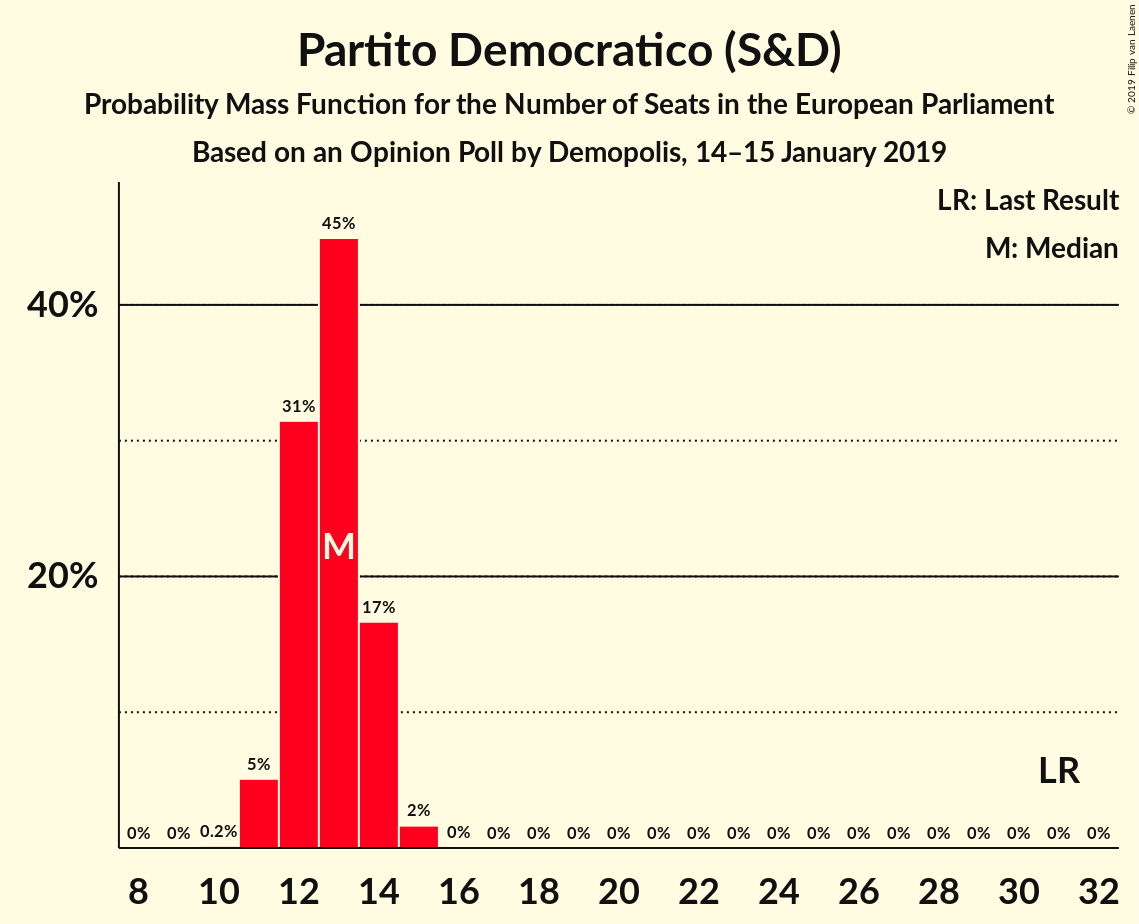 Partito Democratico (S&D)
Probability Mass Function for the Number of Seats in the European Parliament
Based on an Opinion Poll by Demopolis, 14–15 January 2019
© 2019 Filip van Laenen
LR: Last Result
M: Median
40%
20%
0% 0% 0.2% 5% 31% 45% 17% 2% 0% 0% 0% 0% 0% 0% 0% 0% 0% 0% 0% 0% 0% 0% 0% 0% 0%
M
LR
8 10 12 14 16 18 20 22 24 26 28 30 32